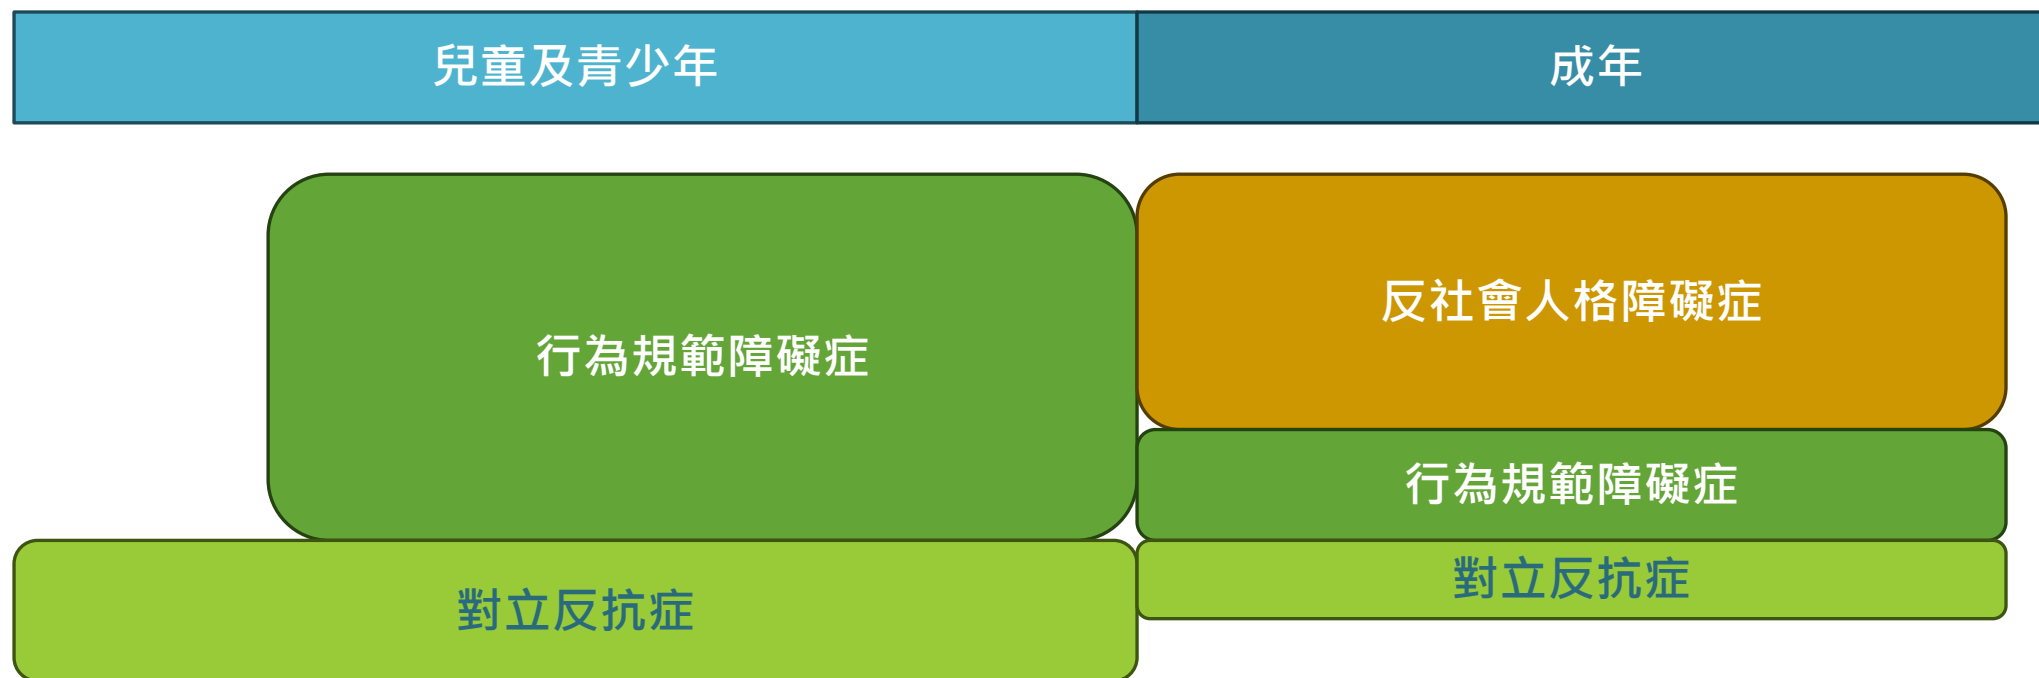 兒童及青少年
成年
行為規範障礙症
反社會人格障礙症
行為規範障礙症
對立反抗症
對立反抗症